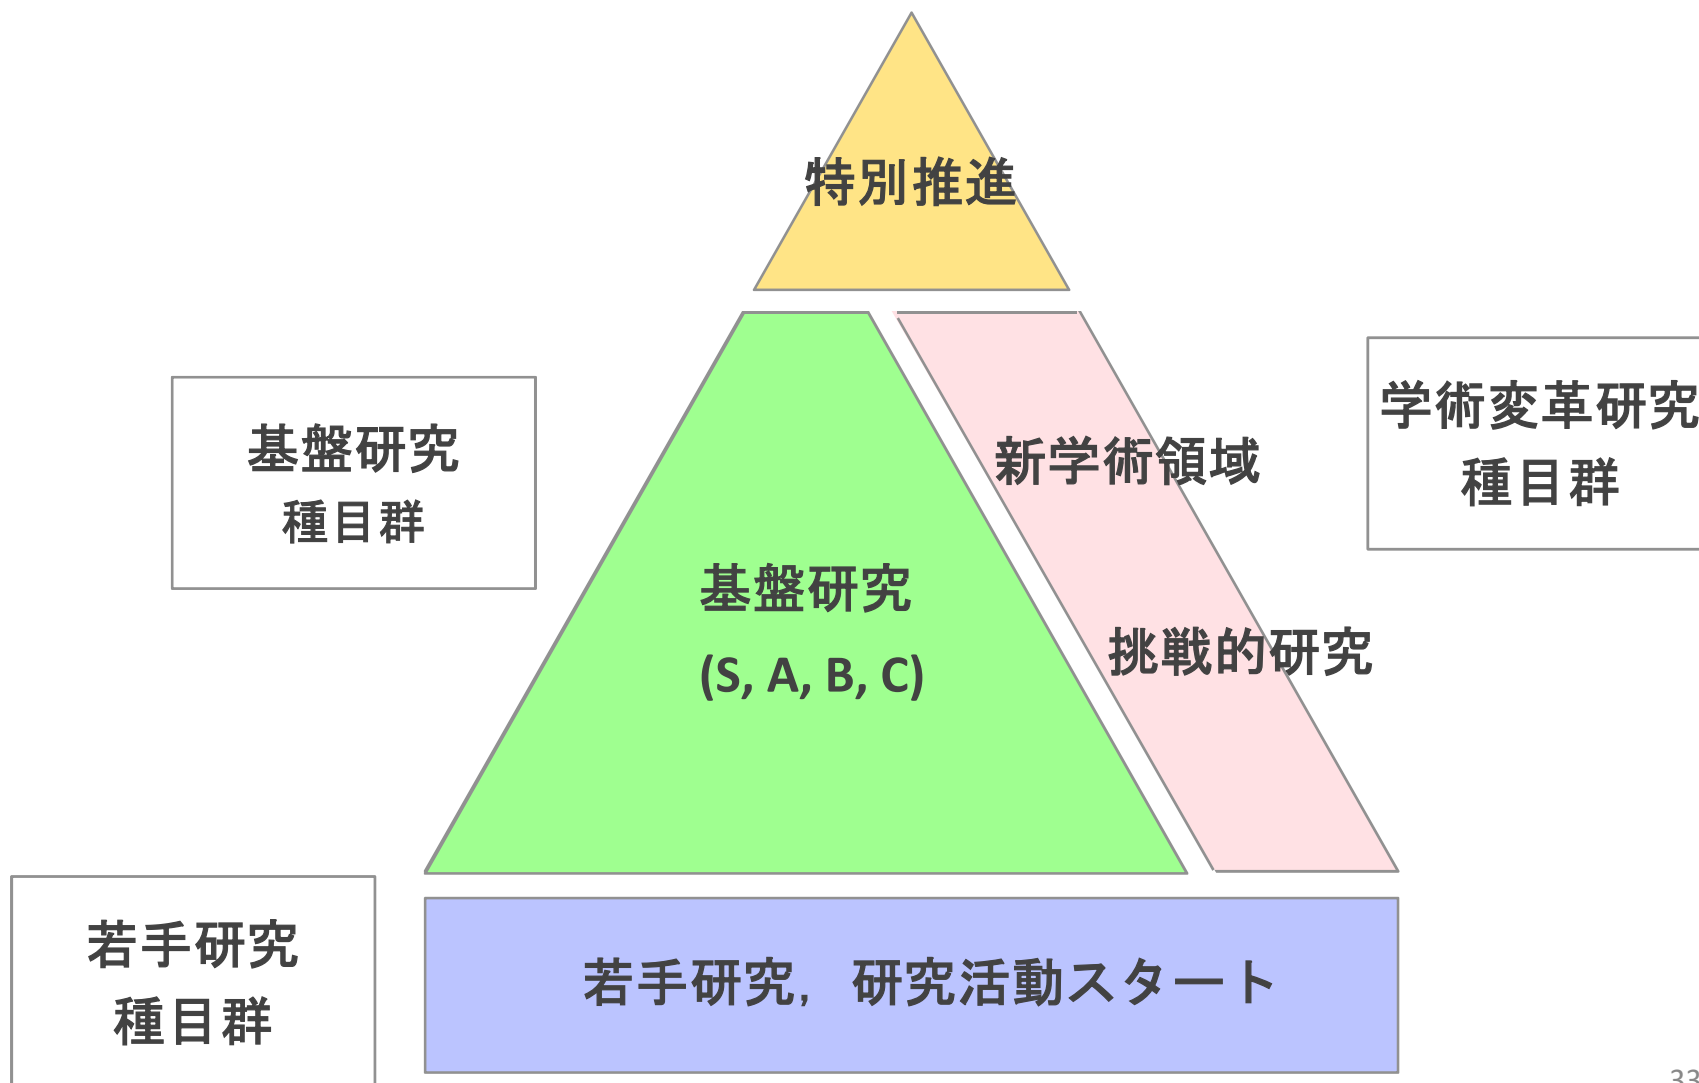 特別推進
学術変革研究
種目群
基盤研究
種目群
新学術領域
基盤研究
(S, A, B, C)
挑戦的研究
若手研究
種目群
若手研究, 研究活動スタート
33